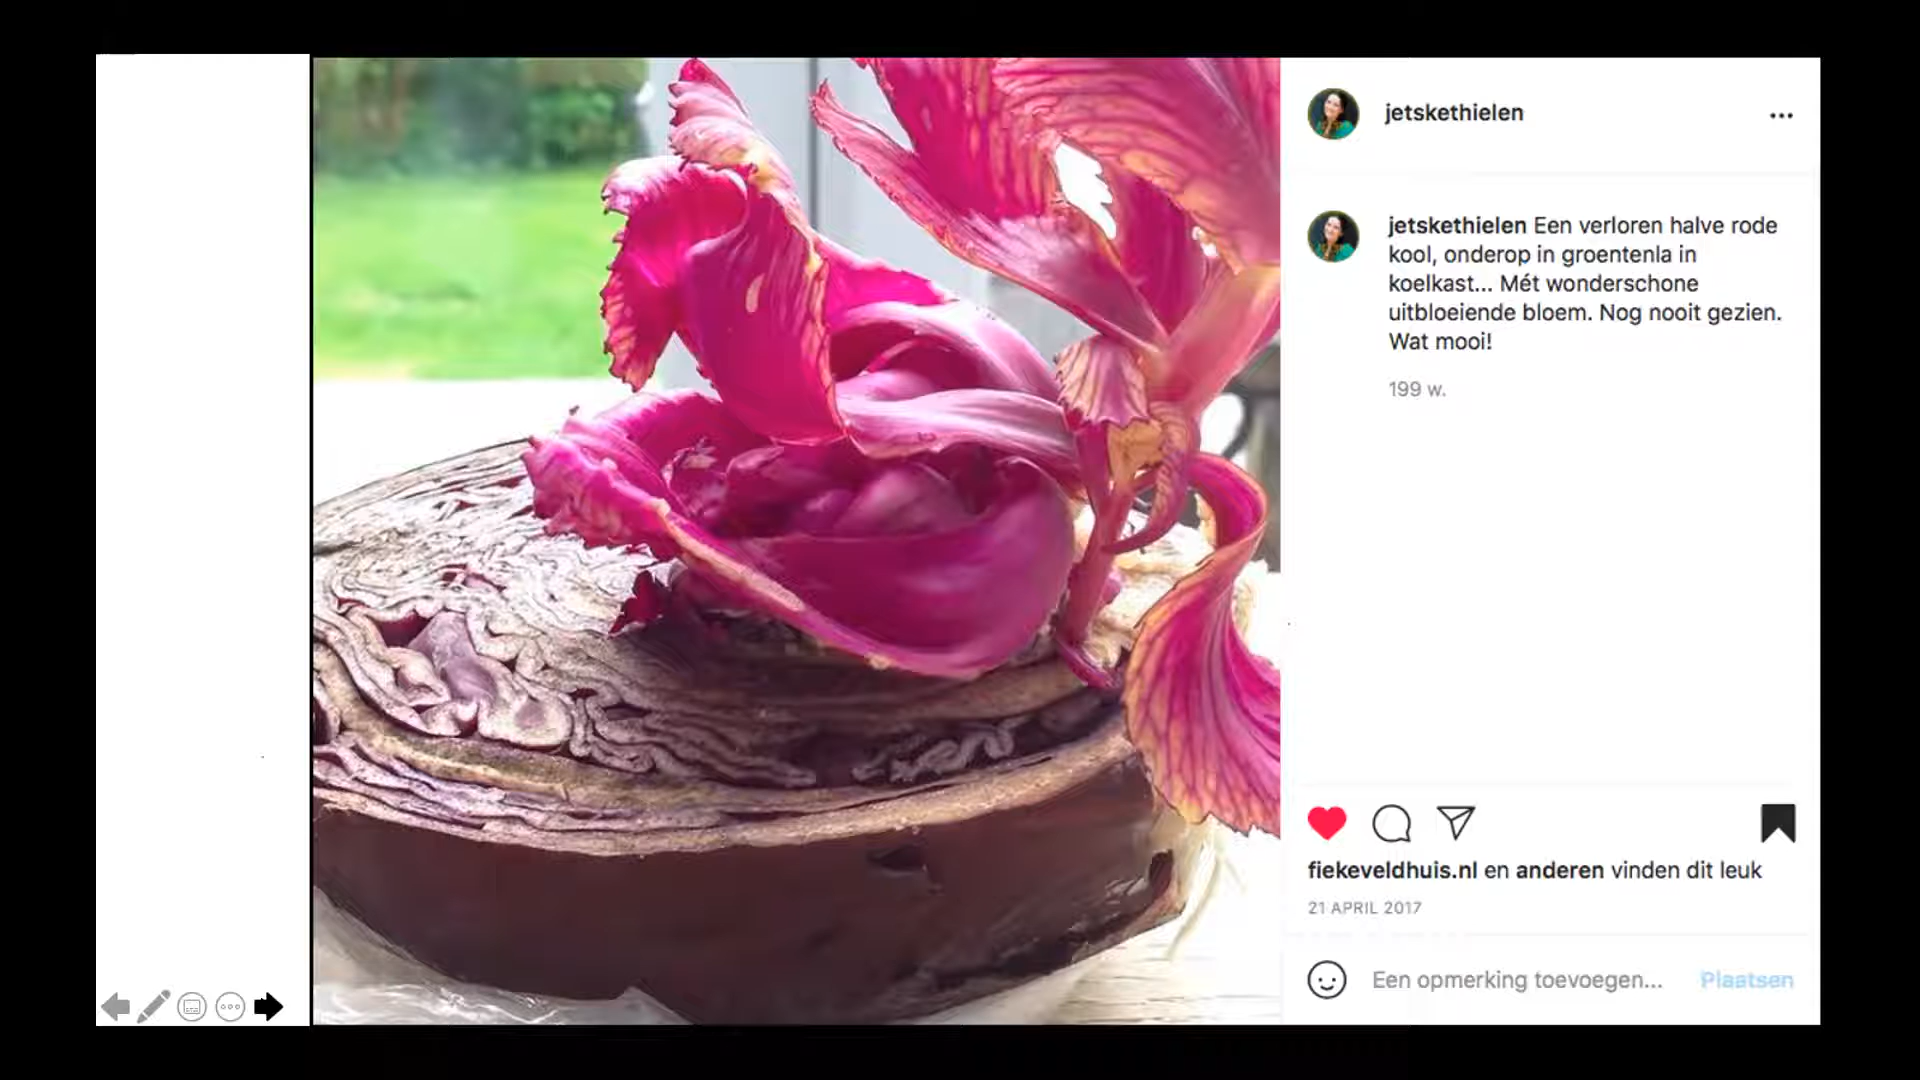 jetskethielen
jetskethielen Een verloren halve rode
kool, onderop in groentenla in
koelkast... Mét wonderschone
uitbloeiende bloem. Nog nooit gezien.
Wat mooi!
199 w.
fiekeveldhuis.nl en anderen vinden dit leuk
21 APRIL 2017
Een opmerking toevoegen... Plaatsen